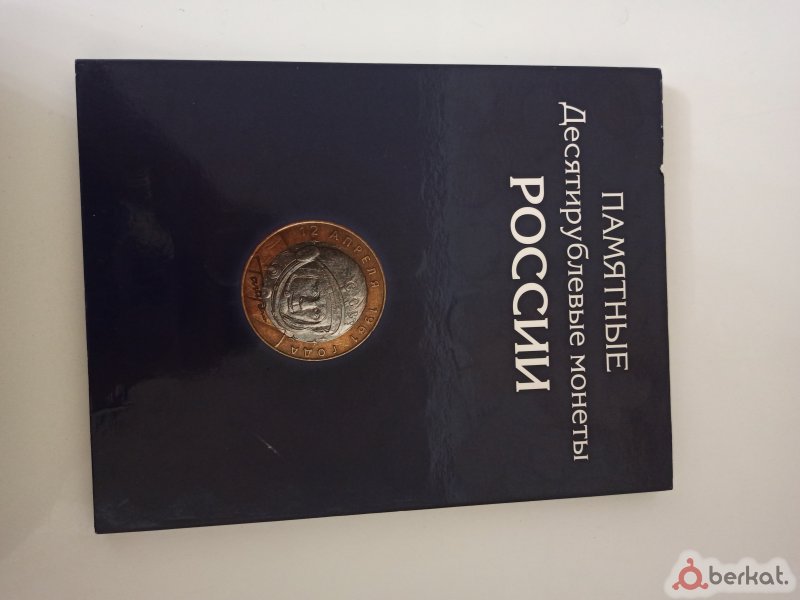 ПАМЯТНЫЕ
Десятирублевые монеты
РОССИИ
12 АПРЕЛЯ 1961 ГОДА
berkat.